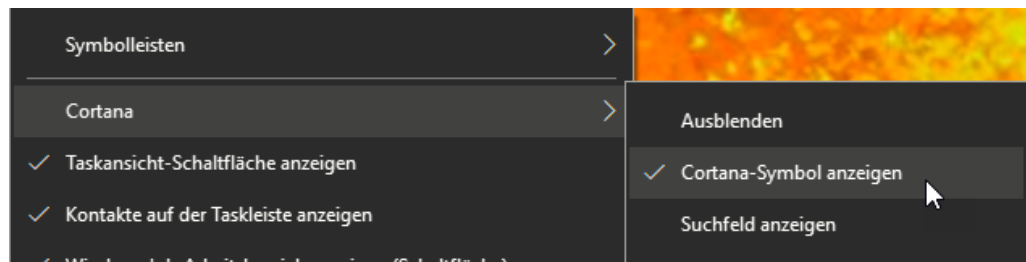 Symbolleisten
Cortana
Taskansicht-Schaltfläche anzeigen
Kontakte auf der Taskleiste anzeigen
Ausblenden
Cortana-Symbol anzeigen
Suchfeld anzeigen